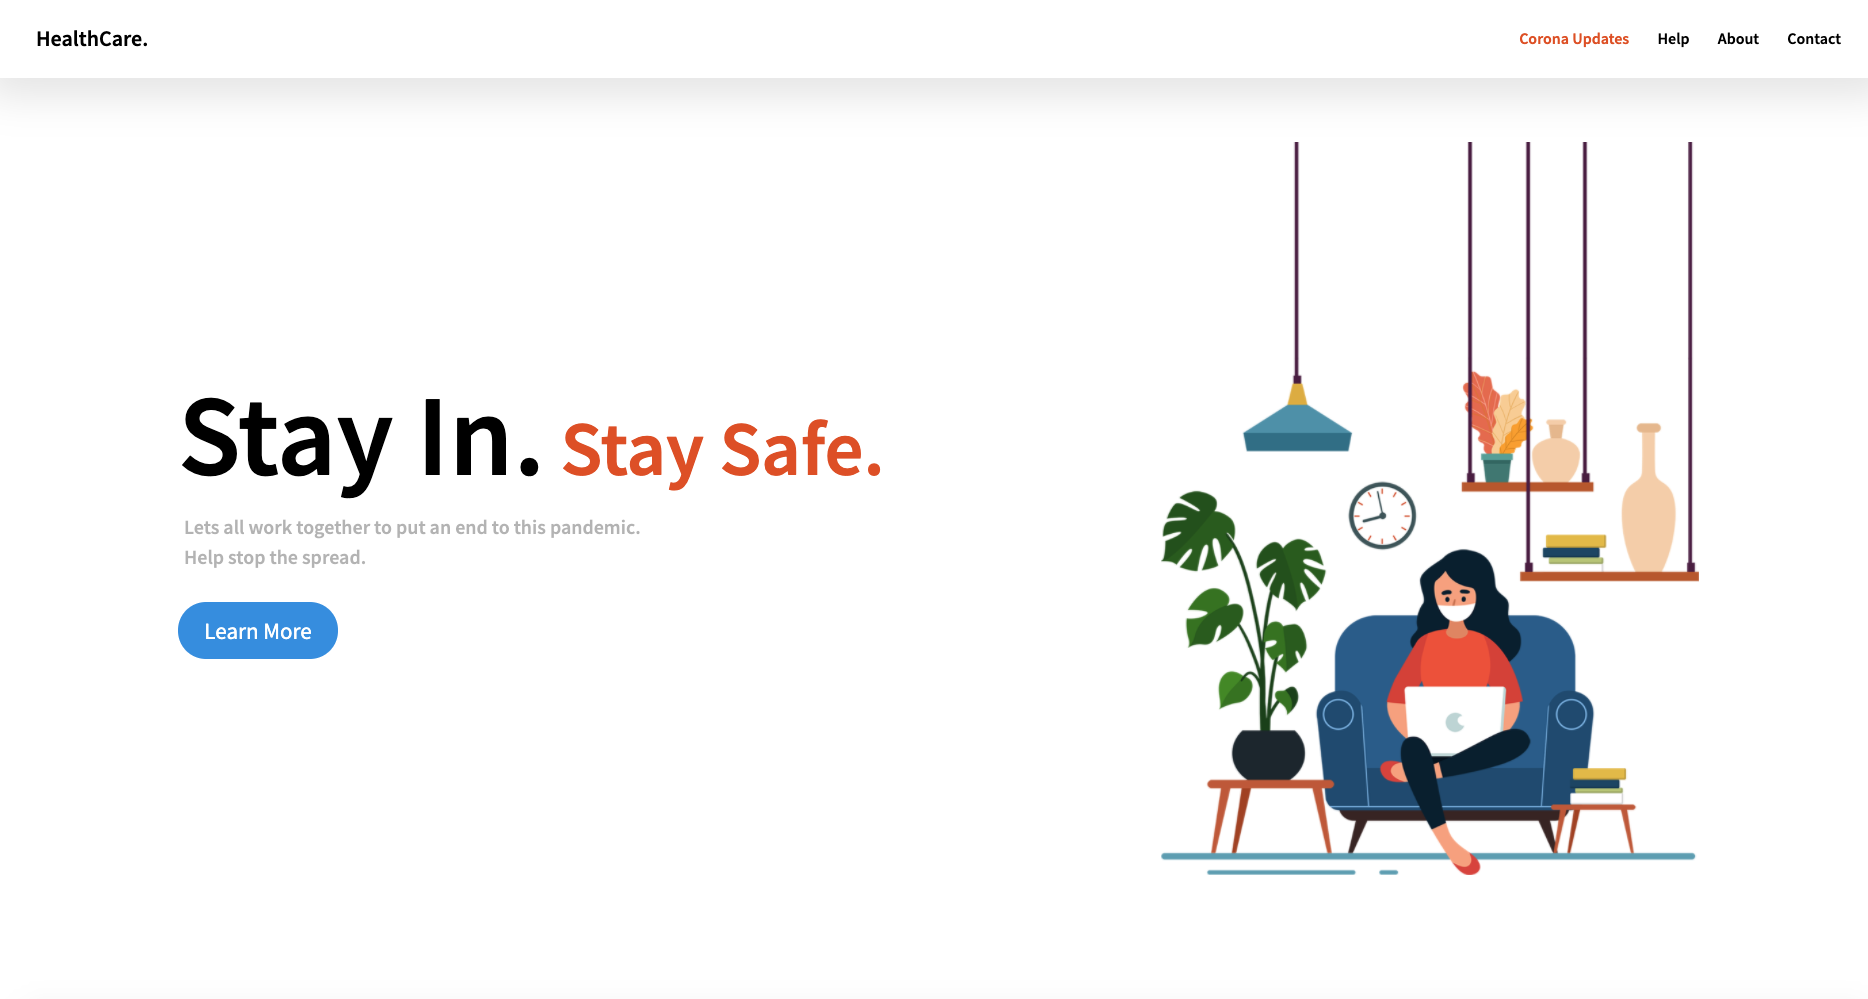 HealthCare.
Corona Updates Help About Contact
Stay In. Stay Safe.
Lets all work together to put an end to this pandemic.
Help stop the spread.
Learn More